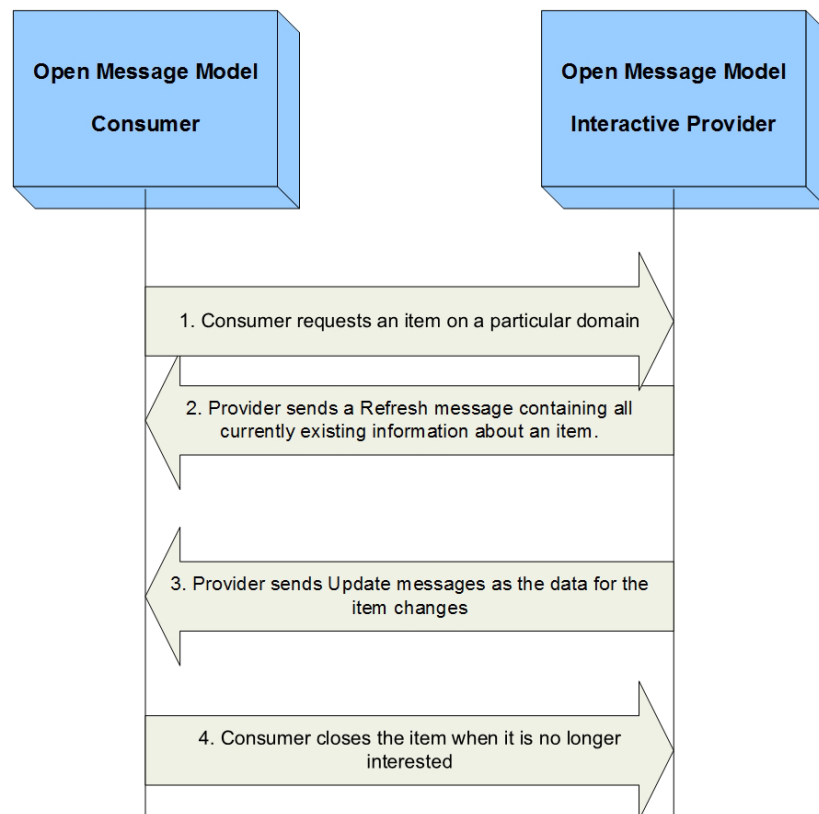 Open Message Model
Consumer
Open Message Model
Interactive Provider
1. Consumer requests an item on a particular domain
2. Provider sends a Refresh message containing all
currently existing information about an item.
3. Provider sends Update messages as the data for the
item changes
4. Consumer closes the item when it is no longer
interested